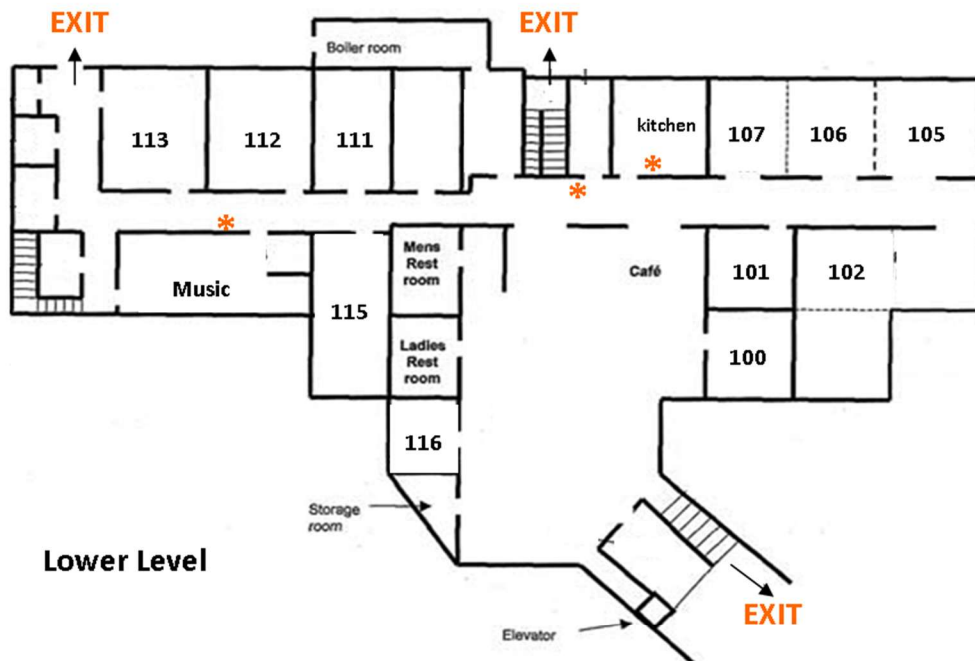 EXIT
EXIT
Boiler room
113
112
111
kitchen
107
106
105
*
*
*
Mens
Rest
room
Music
115
Café
101
102
Ladies
Rest
room
100
116
Storage
room
Lower Level
EXIT
Elevator